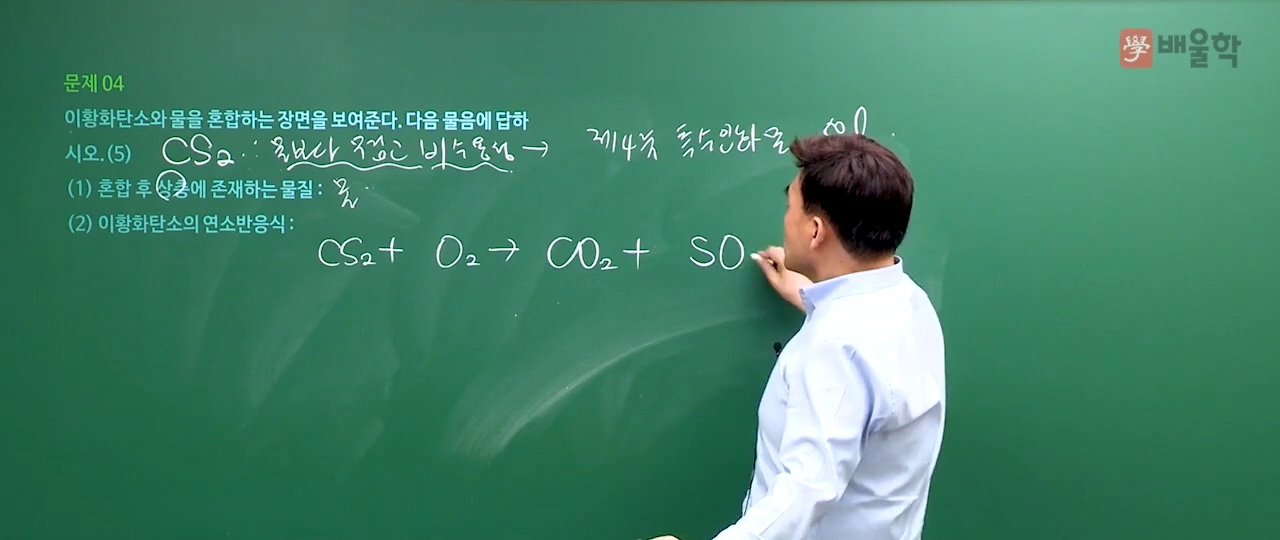 學 배울학
문제 04
이황화탄소와 물을 혼합하는 장면을 보여준다. 다음 물음에 답하
시오. (5)
CS₂ : 물보다 무겁고 비수용성 → 제4류 특수인화물
(1) 혼합 후 상층에 존재하는 물질 : 물
(2) 이황화탄소의 연소반응식 :
CS₂ + O₂ → CO₂ + SO